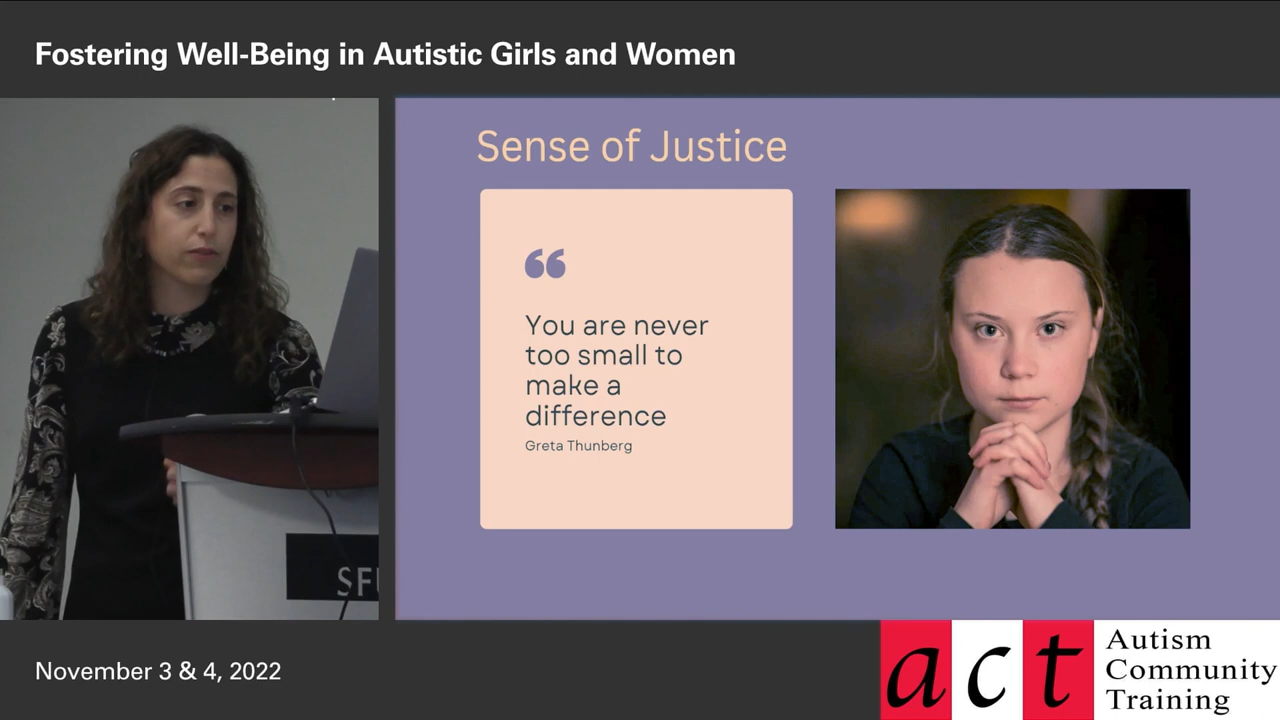 Fostering Well-Being in Autistic Girls and Women
Sense of Justice
“
You are never
too small to
make a
difference
Greta Thunberg
SFU
November 3 & 4, 2022
act
Autism
Community
Training